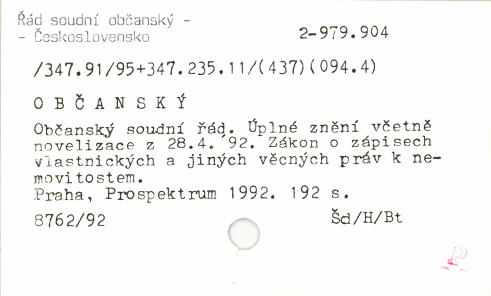 Řád soudní občanský -
- Československo
2-979.904
/347.91/95+347.235.11/(437)(094.4)
OBČANSKÝ
Občanský soudní řád. Úplné znění včetně
novelizace z 28.4.´92. Zákon o zápisech
vlastnických a jiných věcných práv k ne-
movitostem.
Praha, Prospektrum 1992. 192 s.
8762/92
Šd/H/Bt